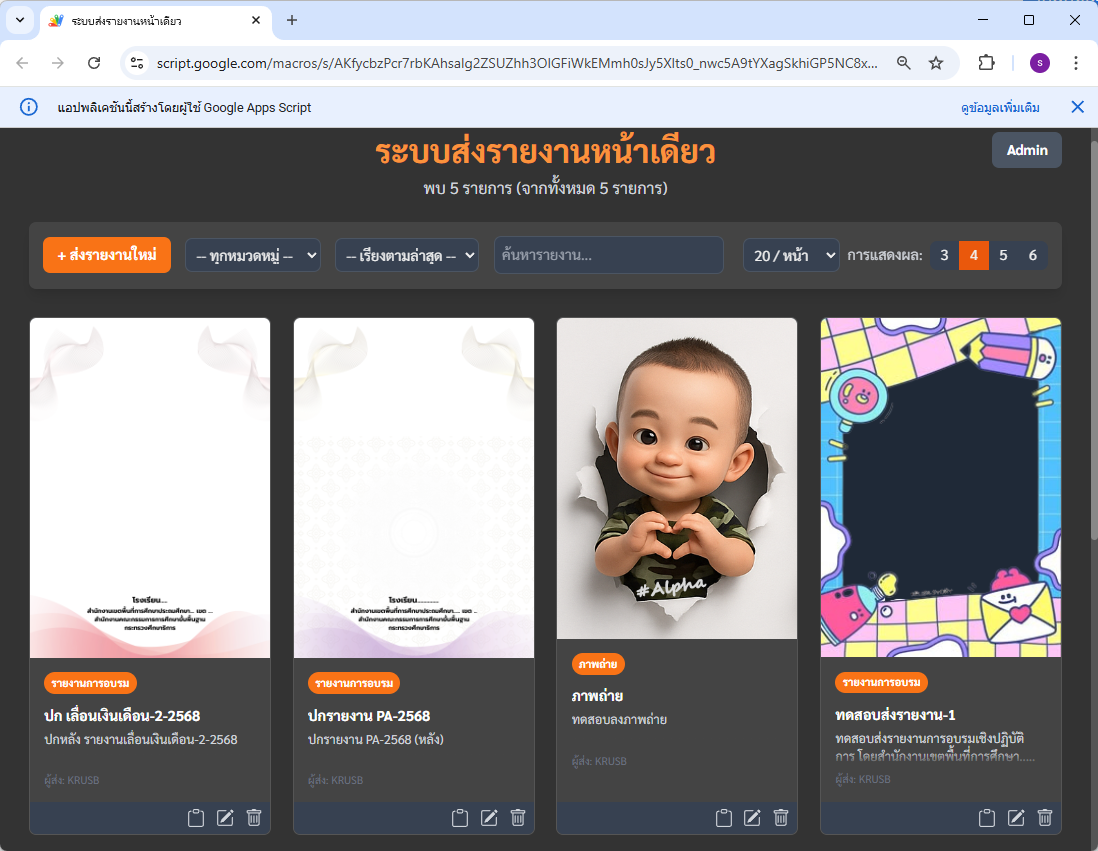 ระบบส่งรายงานหน้าเดียว
script.google.com/macros/s/AKfycbzPcr7rbKAhsaIg2ZSUZhh3OlGFiWkEMmh0sJy5XIts0_nwc5A9tYXagSkhiGP5NC8x...
s
แอปพลิเคชันนี้สร้างโดยผู้ใช้ Google Apps Script
ดูข้อมูลเพิ่มเติม
ระบบส่งรายงานหน้าเดียว
Admin
พบ 5 รายการ (จากทั้งหมด 5 รายการ)
+ ส่งรายงานใหม่
-- ทุกหมวดหมู่ --
-- เรียงตามล่าสุด --
ค้นหารายงาน...
20 / หน้า
การแสดงผล:
3 4 5 6
โรงเรียน....
สำนักงานเขตพื้นที่การศึกษาประถมศึกษา... เขต ...
สำนักงานคณะกรรมการการศึกษาขั้นพื้นฐาน
กระทรวงศึกษาธิการ
รายงานการอบรม
ปก เลื่อนเงินเดือน-2-2568
ปกหลัง รายงานเลื่อนเงินเดือน-2-2568
ผู้ส่ง: KRUSB
โรงเรียน...........
สำนักงานเขตพื้นที่การศึกษาประถมศึกษา.... เขต ..
สำนักงานคณะกรรมการการศึกษาขั้นพื้นฐาน
กระทรวงศึกษาธิการ
รายงานการอบรม
ปกรายงาน PA-2568
ปกรายงาน PA-2568 (หลัง)
ผู้ส่ง: KRUSB
#Alpha
ภาพถ่าย
ภาพถ่าย
ทดสอบลงภาพถ่าย
ผู้ส่ง: KRUSB
รายงานการอบรม
ทดสอบส่งรายงาน-1
ทดสอบส่งรายงานการอบรมเชิงปฏิบัติ
การ โดยสำนักงานเขตพื้นที่การศึกษา.....
ผู้ส่ง: KRUSB